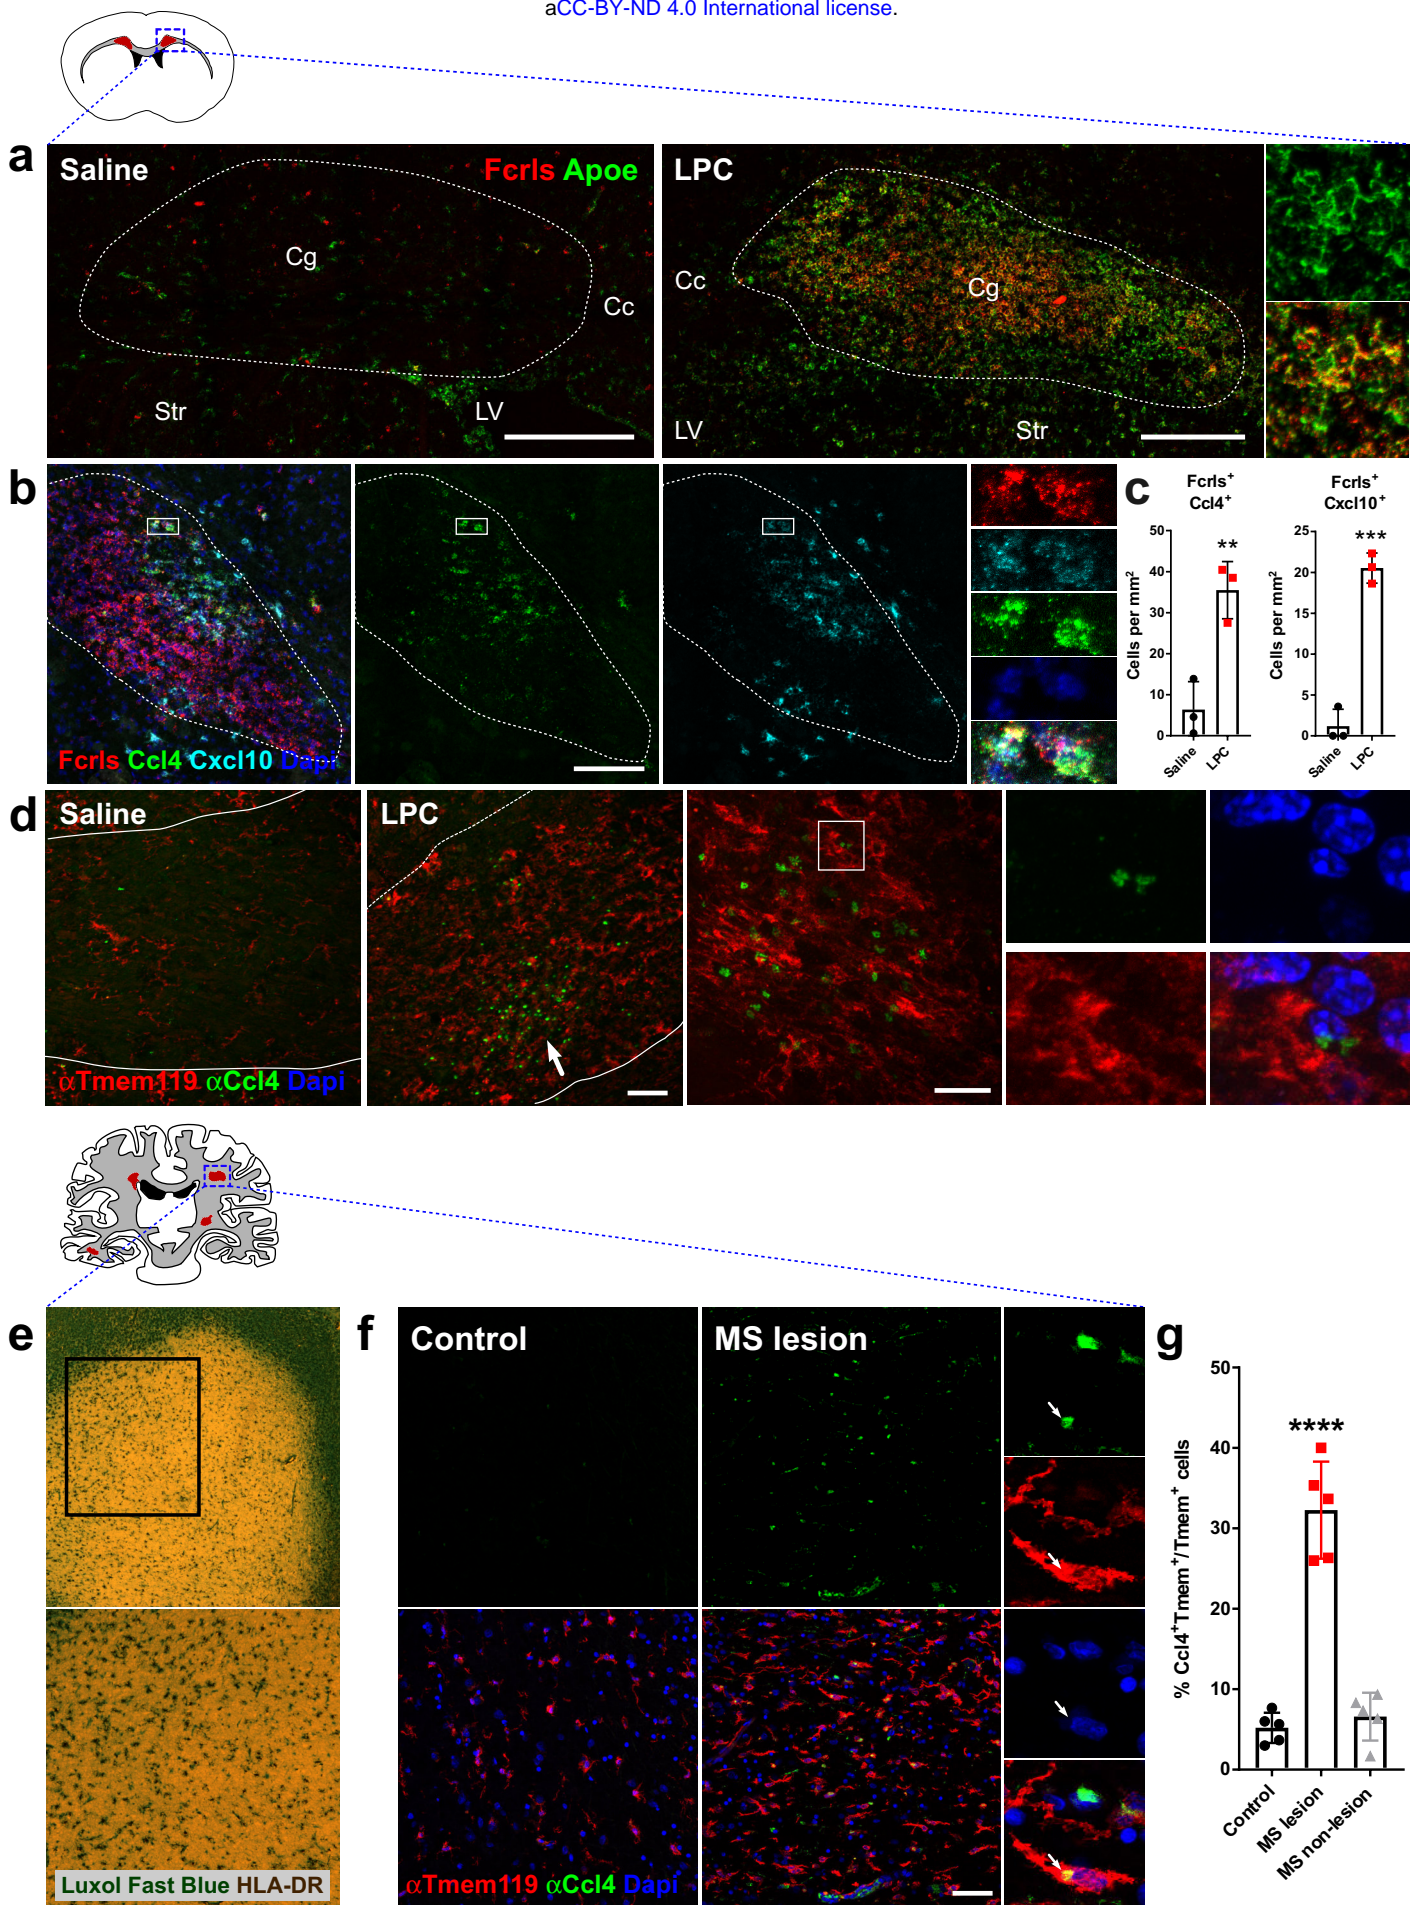 aCC-BY-ND 4.0 International license.
a
Saline
Fcrls Apoe
Cg
Cc
Str
LV
LPC
Cc
Cg
LV
Str
b
Fcrls Ccl4 Cxcl10 Dapi
c
Fcrls+
Ccl4+
Cells per mm2
50
40
30
20
10
0
**
Saline
LPC
Fcrls+
Cxcl10+
Cells per mm2
25
20
15
10
5
0
***
Saline
LPC
d
Saline
αTmem119 αCcl4 Dapi
LPC
e
Luxol Fast Blue HLA-DR
f
Control
MS lesion
αTmem119 αCcl4 Dapi
g
% Ccl4+Tmem+/Tmem+ cells
50
40
30
20
10
0
****
Control
MS lesion
MS non-lesion